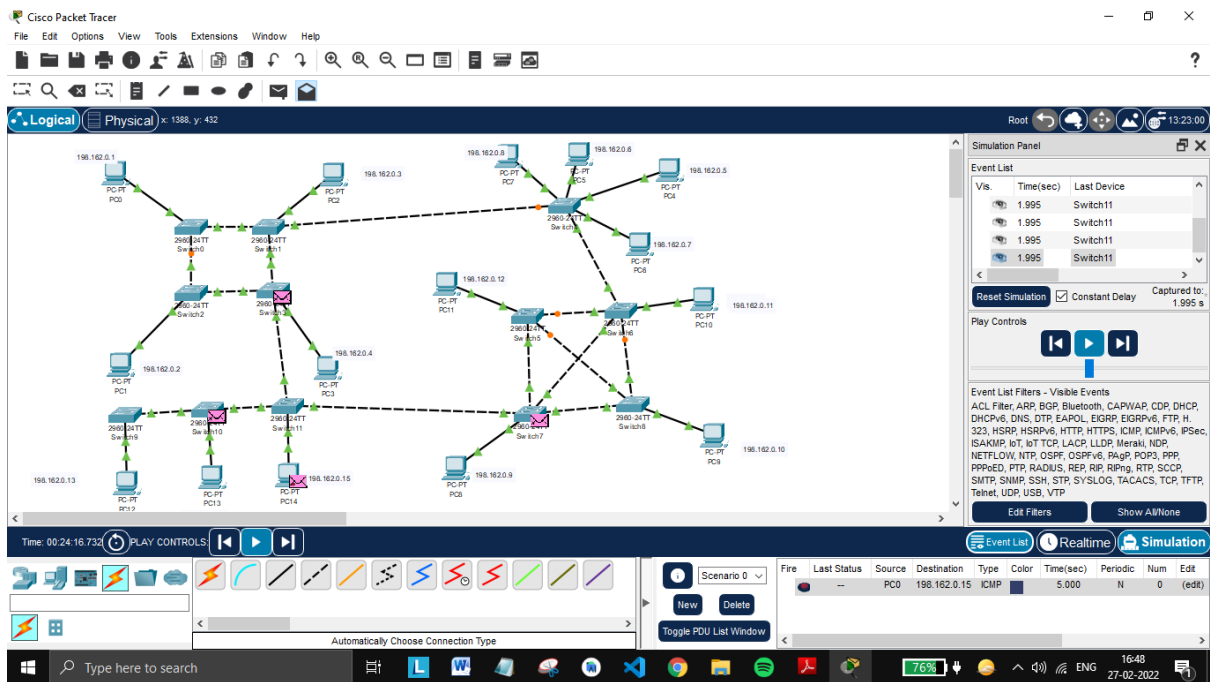 Cisco Packet Tracer
File Edit Options View Tools Extensions Window Help
?
Logical Physical x: 1388, y: 432 Root 13:23:00
198.162.0.1
PC-PT
PC0
198.162.0.3
PC-PT
PC2
198.162.0.8
PC-PT
PC7
198.162.0.6
PC5
198.162.0.5
PC-PT
PC4
198.162.0.7
PC-PT
PC6
2960-24TT
Switch0
2960-24TT
Switch1
2960-24TT
2960-24TT
Switch2
2960
198.162.0.2
PC-PT
PC1
198.162.0.4
PC-PT
PC3
198.162.0.12
PC-PT
PC11
198.162.0.11
PC-PT
PC10
2960-24TT
Switch5
2960-24TT
Switch6
2960-24TT
Switch9
Switch10
2960-24TT
Switch11
2960-24TT
Switch7
2960-24TT
Switch8
198.162.0.13
PC-PT
PC12
PC-PT
PC13
198.162.0.15
PC-PT
PC14
198.162.0.9
PC-PT
PC8
198.162.0.10
PC-PT
PC9
Simulation Panel
Event List
Vis. Time(sec) Last Device
1.995 Switch11
1.995 Switch11
1.995 Switch11
1.995 Switch11
Reset Simulation Constant Delay Captured to:
1.995 s
Play Controls
Event List Filters - Visible Events
ACL Filter, ARP, BGP, Bluetooth, CAPWAP, CDP, DHCP,
DHCPv6, DNS, DTP, EAPOL, EIGRP, EIGRPv6, FTP, H.
323, HSRP, HSRPv6, HTTP, HTTPS, ICMP, ICMPv6, IPSec,
ISAKMP, IoT, IoT TCP, LACP, LLDP, Meraki, NDP,
NETFLOW, NTP, OSPF, OSPFv6, PAgP, POP3, PPP,
PPPoED, PTP, RADIUS, REP, RIP, RIPng, RTP, SCCP,
SMTP, SNMP, SSH, STP, SYSLOG, TACACS, TCP, TFTP,
Telnet, UDP, USB, VTP
Edit Filters Show All/None
Time: 00:24:16.732 PLAY CONTROLS: Event List Realtime Simulation
Automatically Choose Connection Type
Scenario 0
New Delete
Toggle PDU List Window
Fire Last Status Source Destination Type Color Time(sec) Periodic Num Edit
-- PC0 198.162.0.15 ICMP 5.000 N 0 (edit)
Type here to search
76%
ENG
16:48
27-02-2022
1